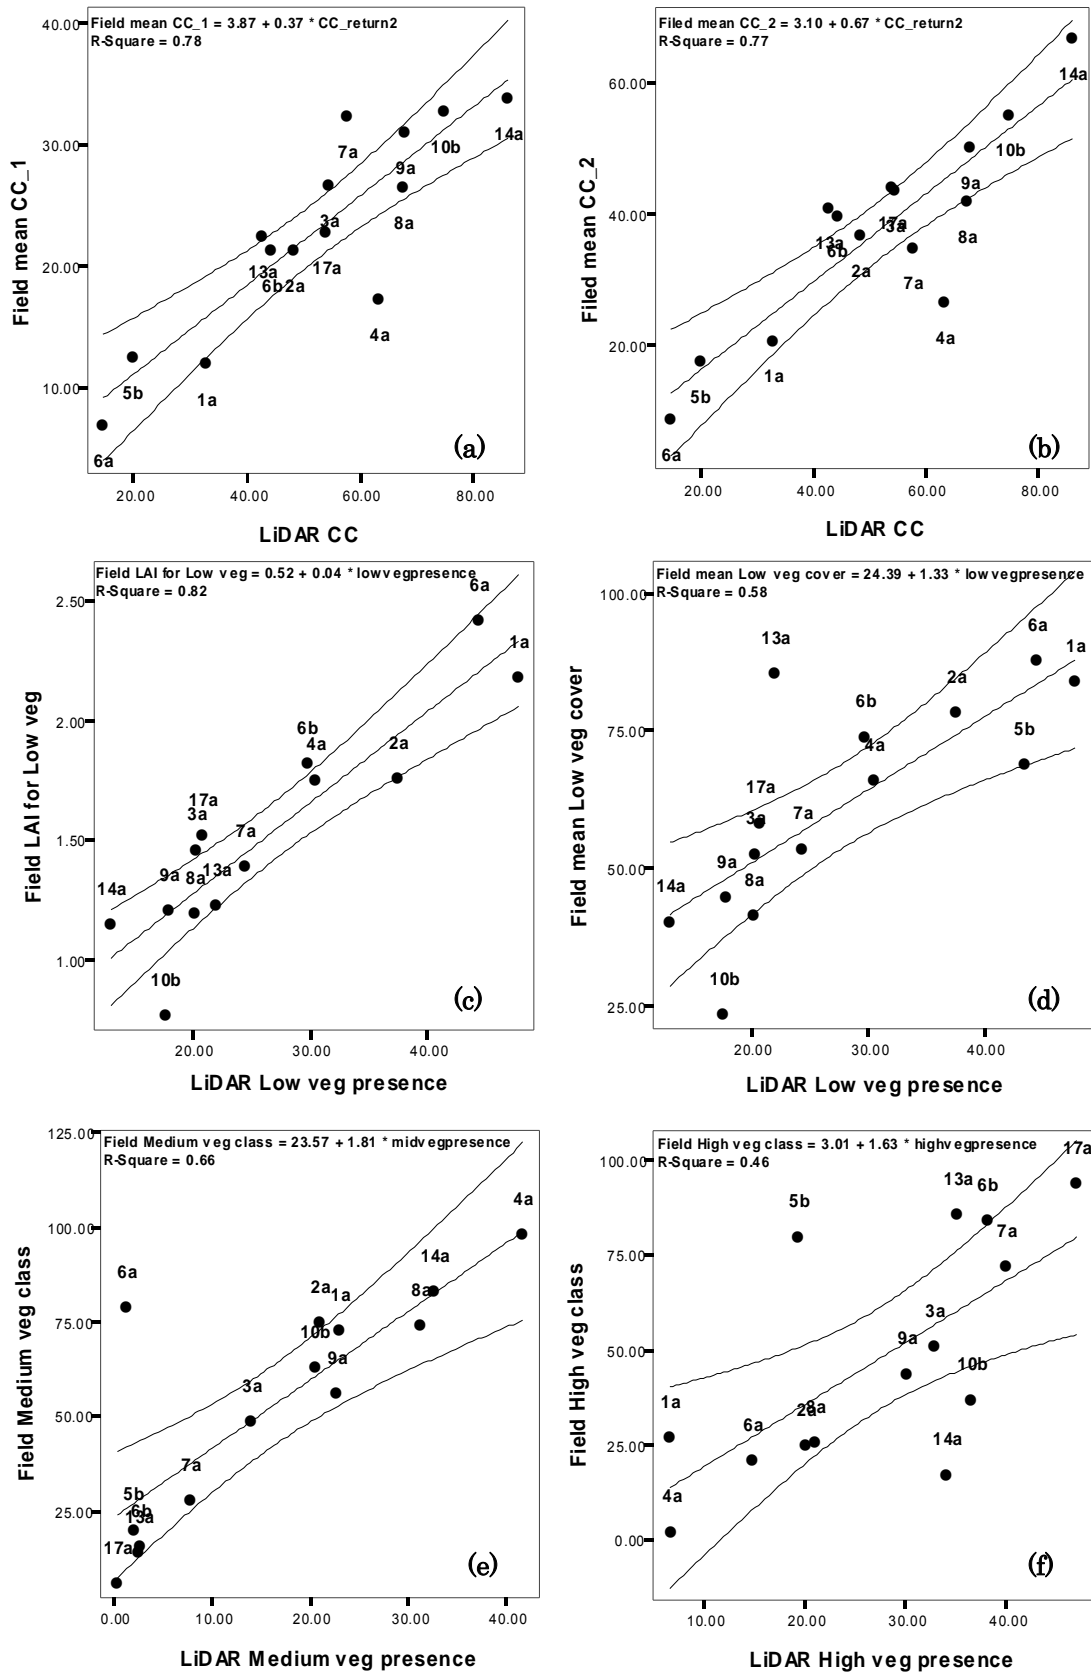 Field mean CC_1 = 3.87 + 0.37 * CC_return2
R-Square = 0.78
40.00
30.00
20.00
10.00
Field mean CC_1
7a
10b
14a
9a
8a
3a
17a
13a
6b
2a
4a
5b
1a
6a
(a)
20.00 40.00 60.00 80.00
LiDAR CC
Filed mean CC_2 = 3.10 + 0.67 * CC_return2
R-Square = 0.77
60.00
40.00
20.00
Filed mean CC_2
14a
10b
9a
17a
3a
13a
6b
8a
2a
7a
4a
1a
5b
6a
(b)
20.00 40.00 60.00 80.00
LiDAR CC
Field LAI for Low veg = 0.52 + 0.04 * lowvegpresence
R-Square = 0.82
2.50
2.00
1.50
1.00
Field LAI for Low veg
6a
1a
6b
4a
2a
17a
3a
7a
9a
8a
13a
14a
10b
(c)
20.00 30.00 40.00
LiDAR Low veg presence
Field mean Low veg cover = 24.39 + 1.33 * lowvegpresence
R-Square = 0.58
100.00
75.00
50.00
25.00
Field mean Low veg cover
13a
6a
1a
2a
6b
5b
4a
17a
3a
7a
9a
8a
14a
10b
(d)
20.00 30.00 40.00
LiDAR Low veg presence
Field Medium veg class = 23.57 + 1.81 * midvegpresence
R-Square = 0.66
125.00
100.00
75.00
50.00
25.00
Field Medium veg class
4a
14a
6a
2a
1a
8a
10b
9a
3a
7a
5b
6b
13a
17a
(e)
0.00 10.00 20.00 30.00 40.00
LiDAR Medium veg presence
Field High veg class = 3.01 + 1.63 * highvegpresence
R-Square = 0.46
100.00
75.00
50.00
25.00
0.00
Field High veg class
17a
13a
6b
5b
7a
3a
9a
10b
1a
2a
8a
6a
14a
4a
(f)
10.00 20.00 30.00 40.00
LiDAR High veg presence